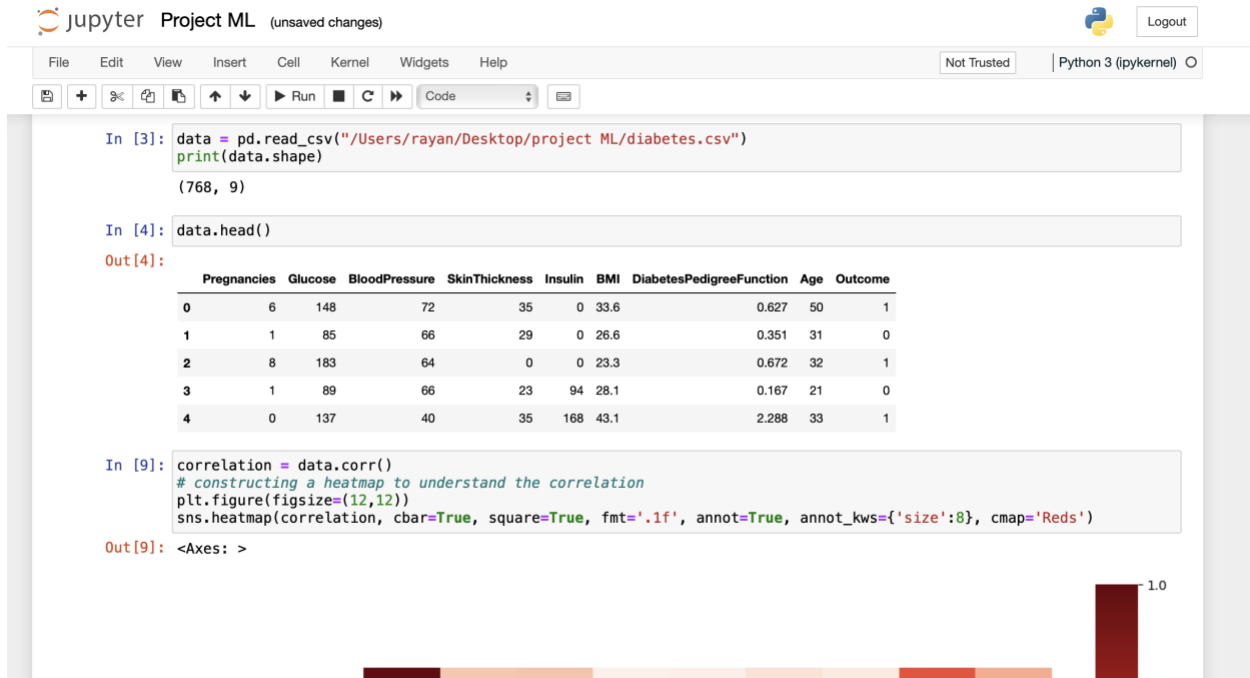 jupyter Project ML (unsaved changes)
Logout
File Edit View Insert Cell Kernel Widgets Help
Not Trusted
Python 3 (ipykernel)
Run
Code
In [3]: data = pd.read_csv("/Users/rayan/Desktop/project ML/diabetes.csv")
print(data.shape)
(768, 9)
In [4]: data.head()
Out[4]:
Pregnancies Glucose BloodPressure SkinThickness Insulin BMI DiabetesPedigreeFunction Age Outcome
0 6 148 72 35 0 33.6 0.627 50 1
1 1 85 66 29 0 26.6 0.351 31 0
2 8 183 64 0 0 23.3 0.672 32 1
3 1 89 66 23 94 28.1 0.167 21 0
4 0 137 40 35 168 43.1 2.288 33 1
In [9]: correlation = data.corr()
# constructing a heatmap to understand the correlation
plt.figure(figsize=(12,12))
sns.heatmap(correlation, cbar=True, square=True, fmt='.1f', annot=True, annot_kws={'size':8}, cmap='Reds')
Out[9]: <Axes: >
1.0